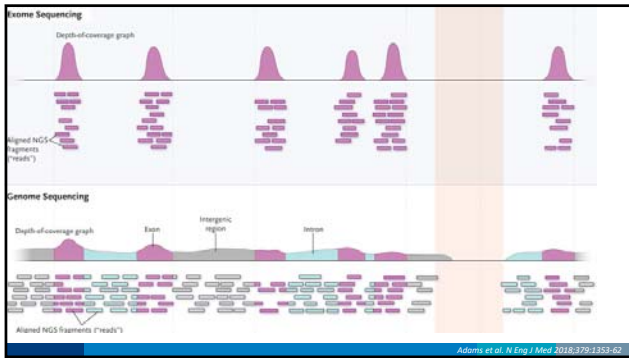 Exome Sequencing
Depth-of-coverage graph
Aligned NGS
fragments
("reads")
Genome Sequencing
Depth-of-coverage graph
Exon
Intergenic
region
Intron
Aligned NGS fragments ("reads")
Adams et al. N Eng J Med 2018;379:1353-62